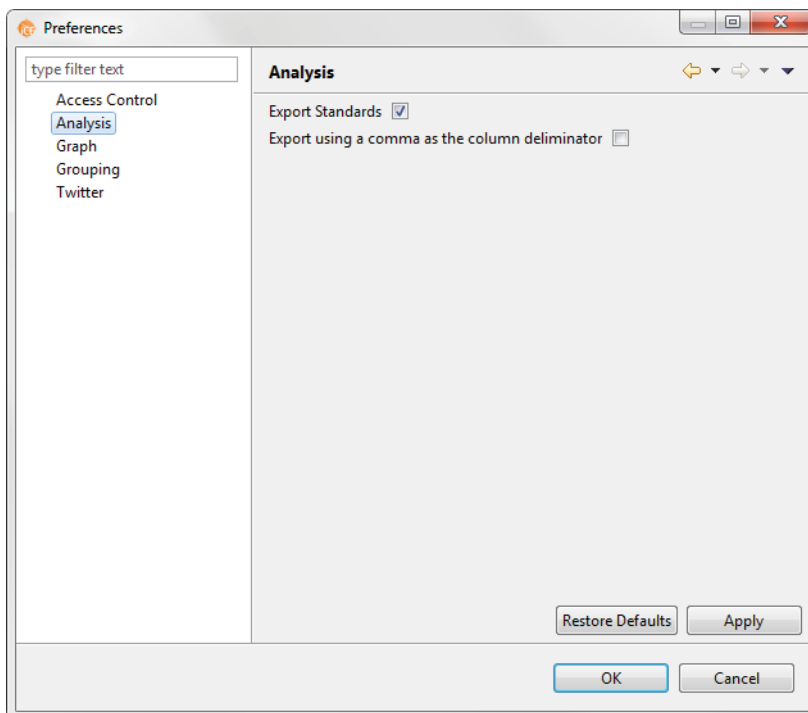 Preferences
type filter text
Access Control
Analysis
Graph
Grouping
Twitter
Analysis
Export Standards
Export using a comma as the column deliminator
Restore Defaults
Apply
OK
Cancel